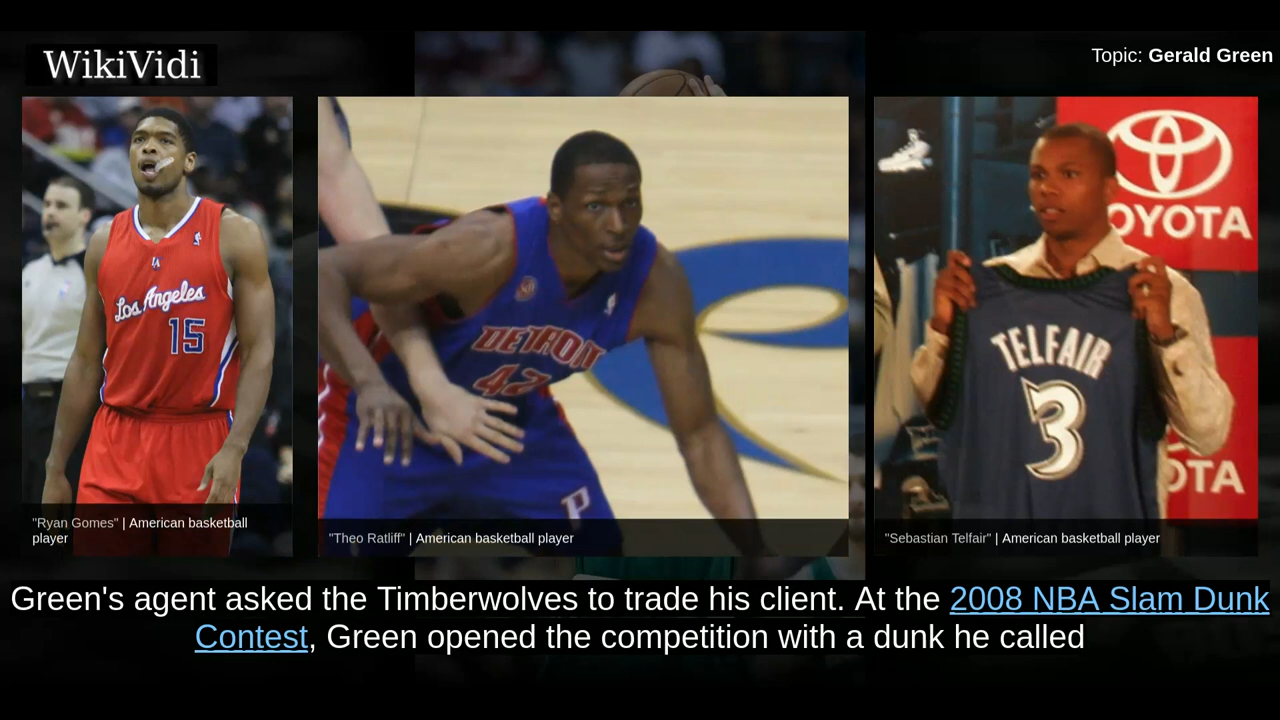 WikiVidi
Topic: Gerald Green
Los Angeles
15
DETROIT
42
P
TOYOTA
TELFAIR
3
"Ryan Gomes" | American basketball
player
"Theo Ratliff" | American basketball player
"Sebastian Telfair" | American basketball player
Green's agent asked the Timberwolves to trade his client. At the 2008 NBA Slam Dunk
Contest, Green opened the competition with a dunk he called